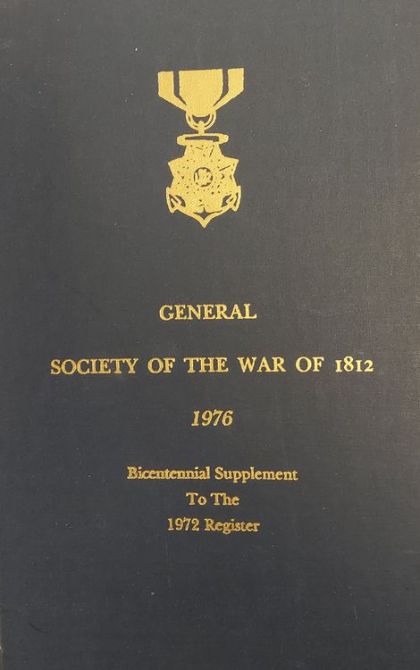 GENERAL
SOCIETY OF THE WAR OF 1812
1976
Bicentennial Supplement
To The
1972 Register